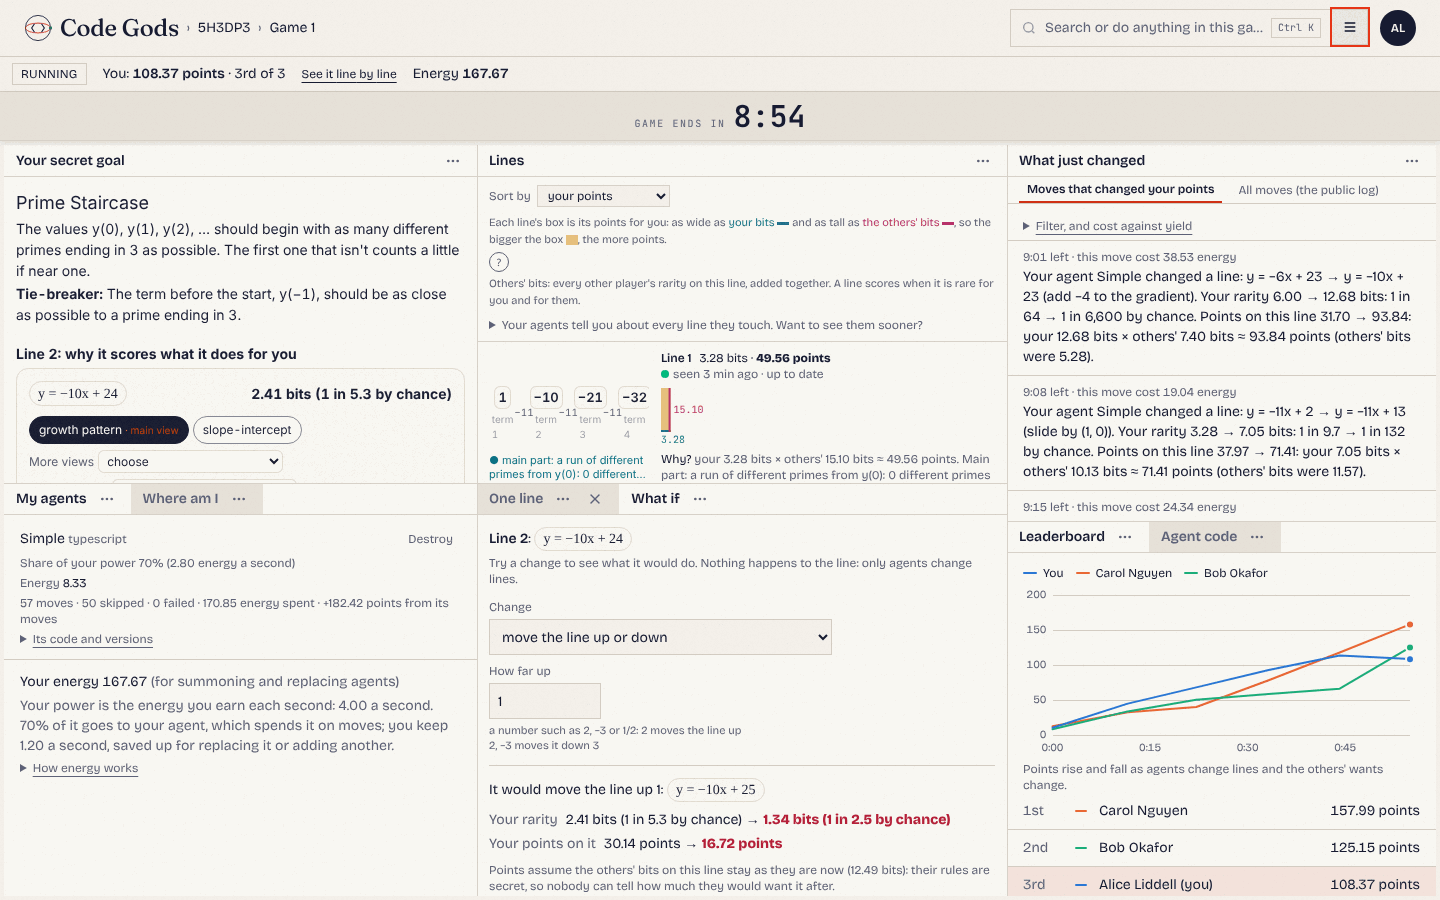 Code Gods › 5H3DP3 › Game 1
Search or do anything in this ga... Ctrl K
AL
RUNNING You: 108.37 points · 3rd of 3 See it line by line Energy 167.67
GAME ENDS IN 8:54
Your secret goal
Prime Staircase
The values y(0), y(1), y(2), ... should begin with as many different
primes ending in 3 as possible. The first one that isn't counts a little
if near one.
Tie-breaker: The term before the start, y(−1), should be as close
as possible to a prime ending in 3.
Line 2: why it scores what it does for you
y = −10x + 24 2.41 bits (1 in 5.3 by chance)
growth pattern · main view slope-intercept
More views choose
Lines
Sort by your points
Each line's box is its points for you: as wide as your bits and as tall as the others' bits, so the
bigger the box, the more points.
?
Others' bits: every other player's rarity on this line, added together. A line scores when it is rare for
you and for them.
Your agents tell you about every line they touch. Want to see them sooner?
Line 1 3.28 bits · 49.56 points
seen 3 min ago · up to date
1 −10 −21 −32
−11 −11 −11
term term term term
1 2 3 4
15.10
3.28
main part: a run of different
primes from y(0): 0 different...
Why? your 3.28 bits × others' 15.10 bits ≈ 49.56 points. Main
part: a run of different primes from y(0): 0 different primes
What just changed
Moves that changed your points All moves (the public log)
Filter, and cost against yield
9:01 left · this move cost 38.53 energy
Your agent Simple changed a line: y = −6x + 23 → y = −10x +
23 (add −4 to the gradient). Your rarity 6.00 → 12.68 bits: 1 in
64 → 1 in 6,600 by chance. Points on this line 31.70 → 93.84:
your 12.68 bits × others' 7.40 bits ≈ 93.84 points (others' bits
were 5.28).
9:08 left · this move cost 19.04 energy
Your agent Simple changed a line: y = −11x + 2 → y = −11x + 13
(slide by (1, 0)). Your rarity 3.28 → 7.05 bits: 1 in 9.7 → 1 in 132
by chance. Points on this line 37.97 → 71.41: your 7.05 bits ×
others' 10.13 bits ≈ 71.41 points (others' bits were 11.57).
9:15 left · this move cost 24.34 energy
My agents Where am I
Simple typescript Destroy
Share of your power 70% (2.80 energy a second)
Energy 8.33
57 moves · 50 skipped · 0 failed · 170.85 energy spent · +182.42 points from its
moves
Its code and versions
Your energy 167.67 (for summoning and replacing agents)
Your power is the energy you earn each second: 4.00 a second.
70% of it goes to your agent, which spends it on moves; you keep
1.20 a second, saved up for replacing it or adding another.
How energy works
One line What if
Line 2: y = −10x + 24
Try a change to see what it would do. Nothing happens to the line: only agents change
lines.
Change
move the line up or down
How far up
1
a number such as 2, −3 or 1/2: 2 moves the line up
2, −3 moves it down 3
It would move the line up 1: y = −10x + 25
Your rarity 2.41 bits (1 in 5.3 by chance) → 1.34 bits (1 in 2.5 by chance)
Your points on it 30.14 points → 16.72 points
Points assume the others' bits on this line stay as they are now (12.49 bits): their rules are
secret, so nobody can tell how much they would want it after.
Leaderboard Agent code
You Carol Nguyen Bob Okafor
200
150
100
50
0
0:00 0:15 0:30 0:45
Points rise and fall as agents change lines and the others' wants
change.
1st Carol Nguyen 157.99 points
2nd Bob Okafor 125.15 points
3rd Alice Liddell (you) 108.37 points